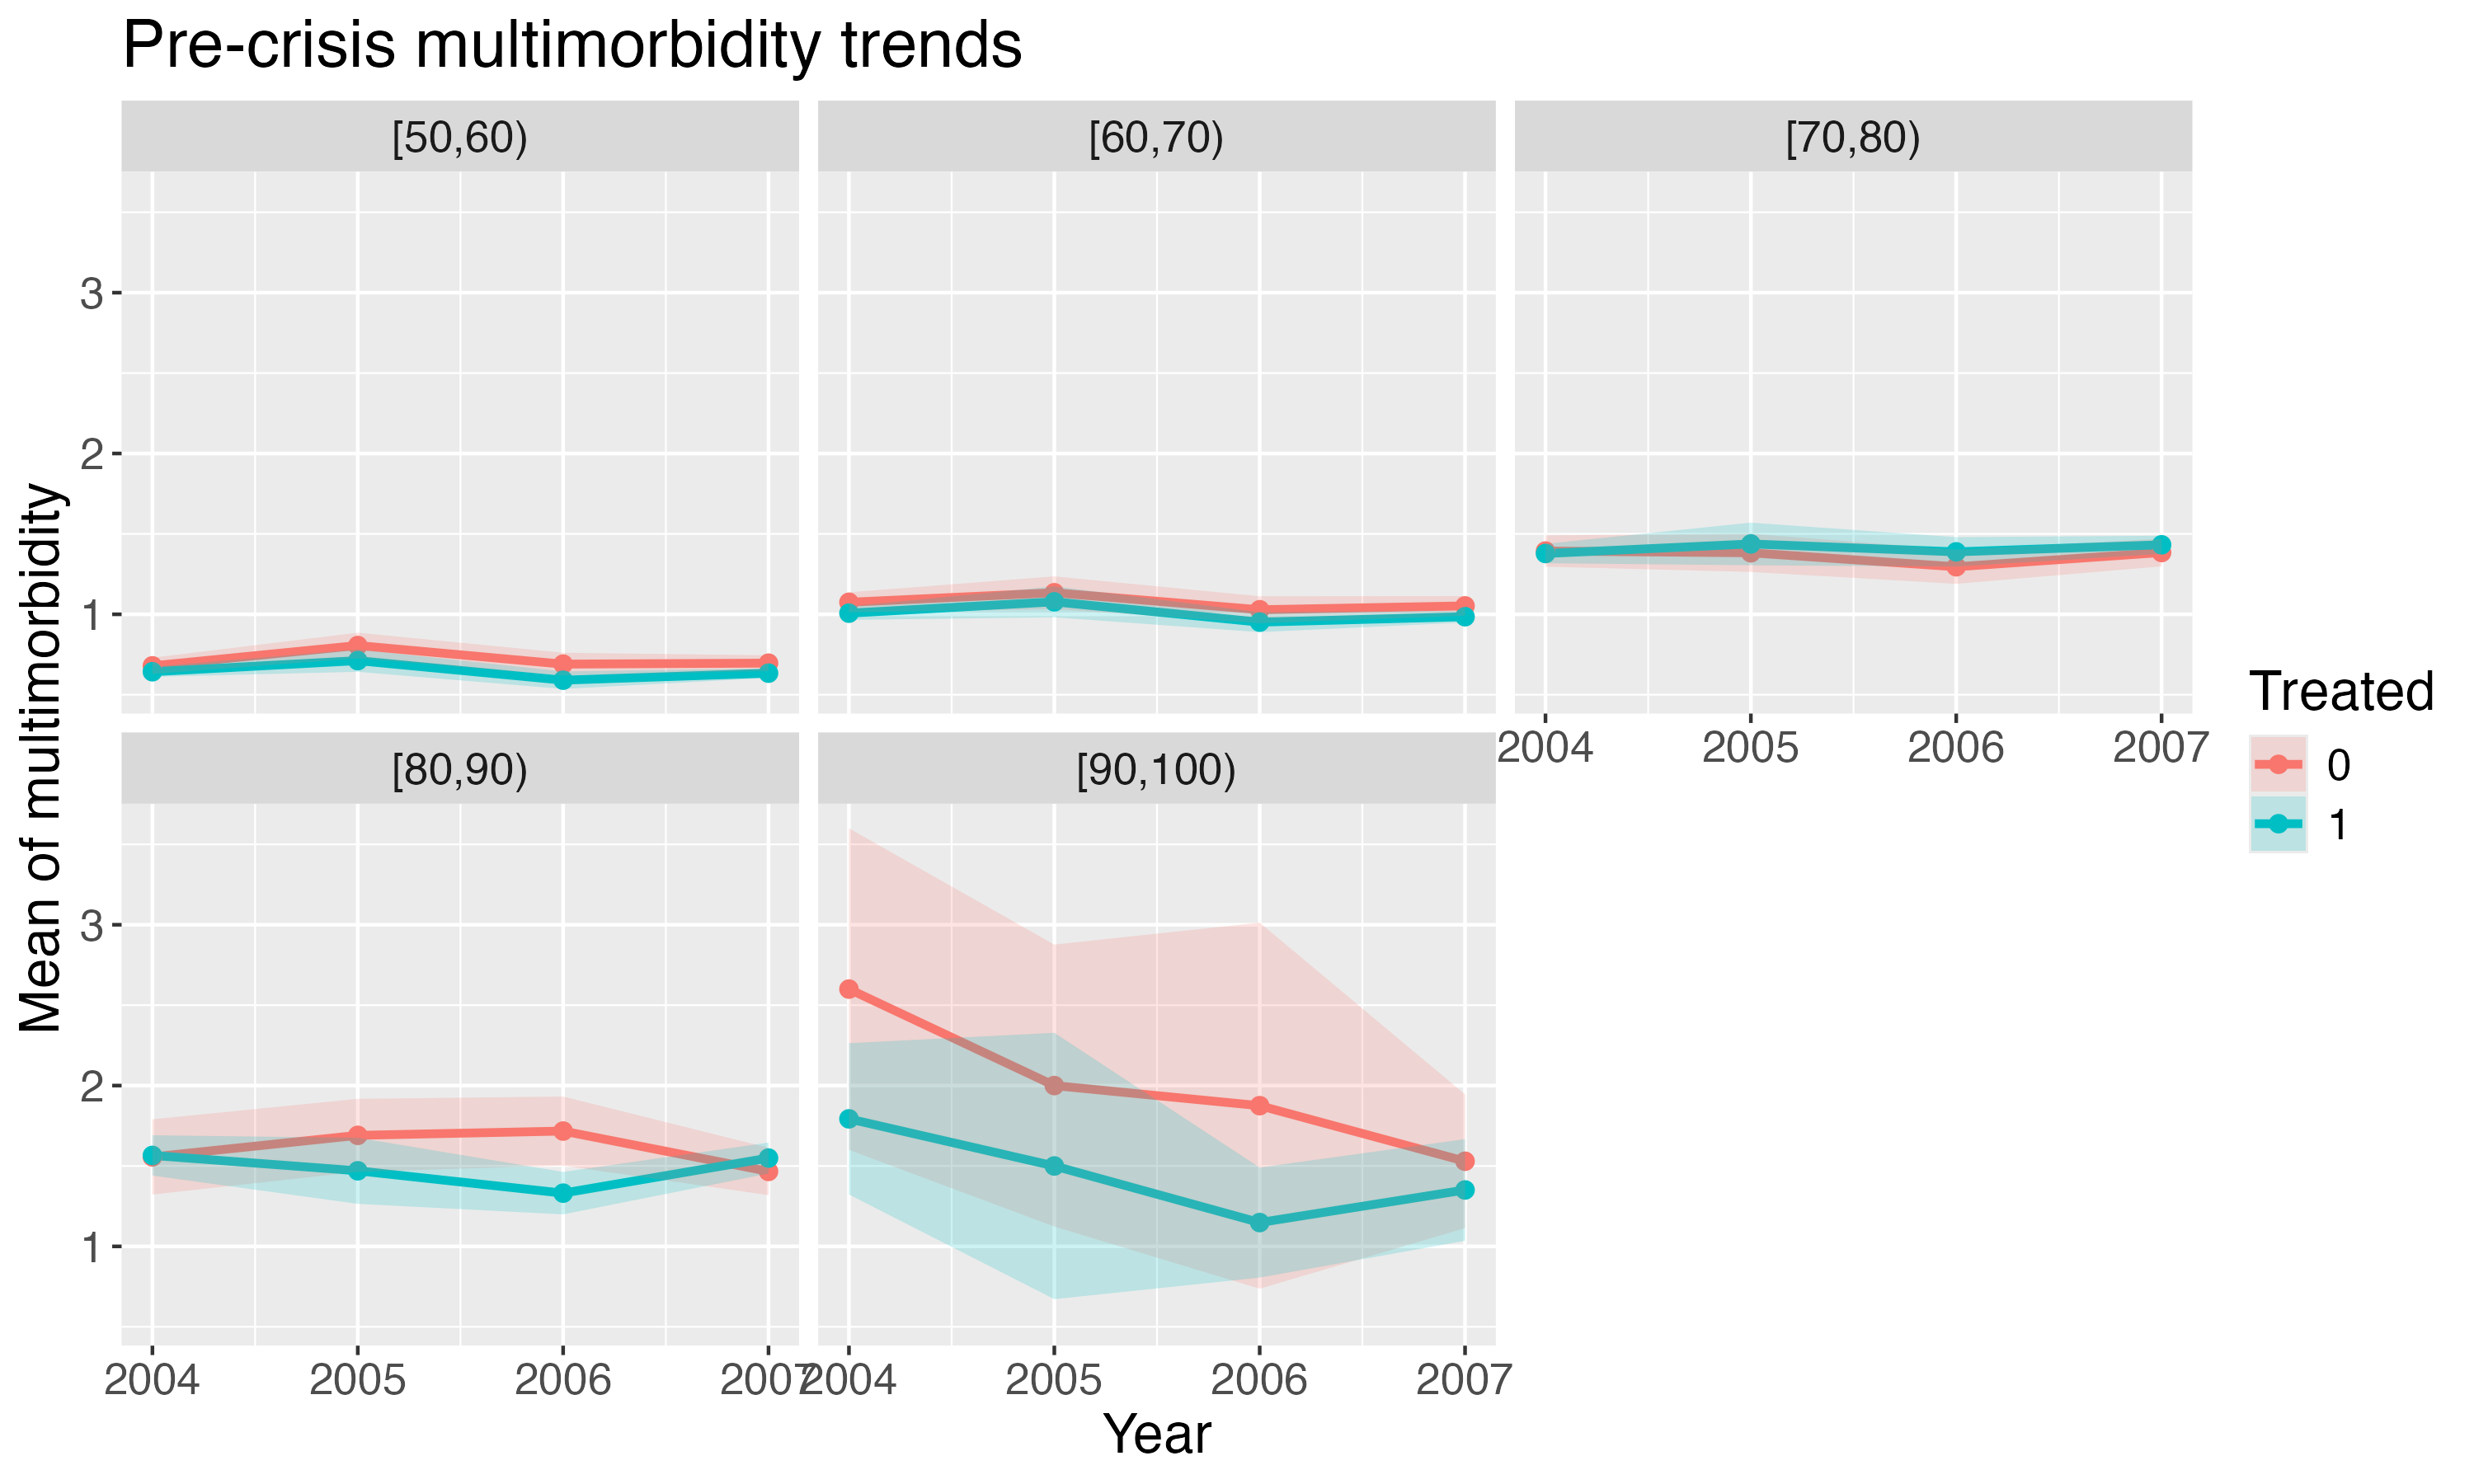 Pre-crisis multimorbidity trends
[50,60)
[60,70)
[70,80)
3
2
1
2004 2005 2006 2007
[80,90)
[90,100)
3
2
1
2004 2005 2006 2007
2004 2005 2006 2007
Year
Mean of multimorbidity
Treated
0
1